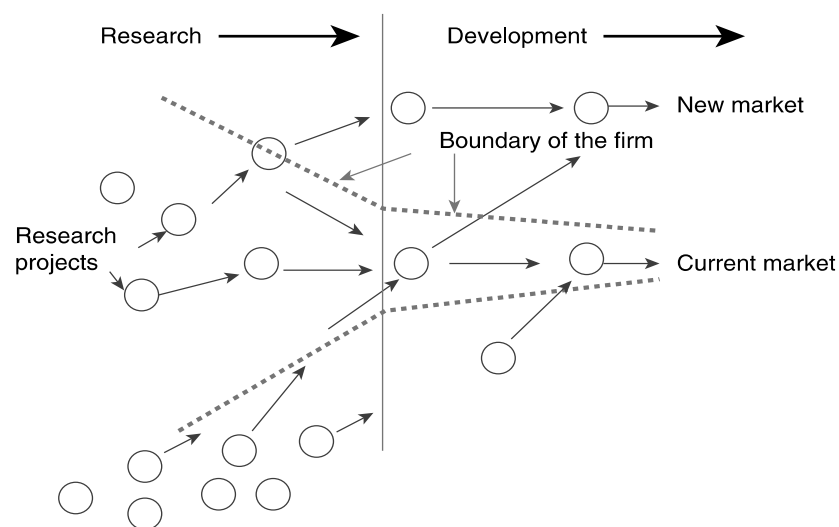 Research
Development
New market
Boundary of the firm
Research
projects
Current market